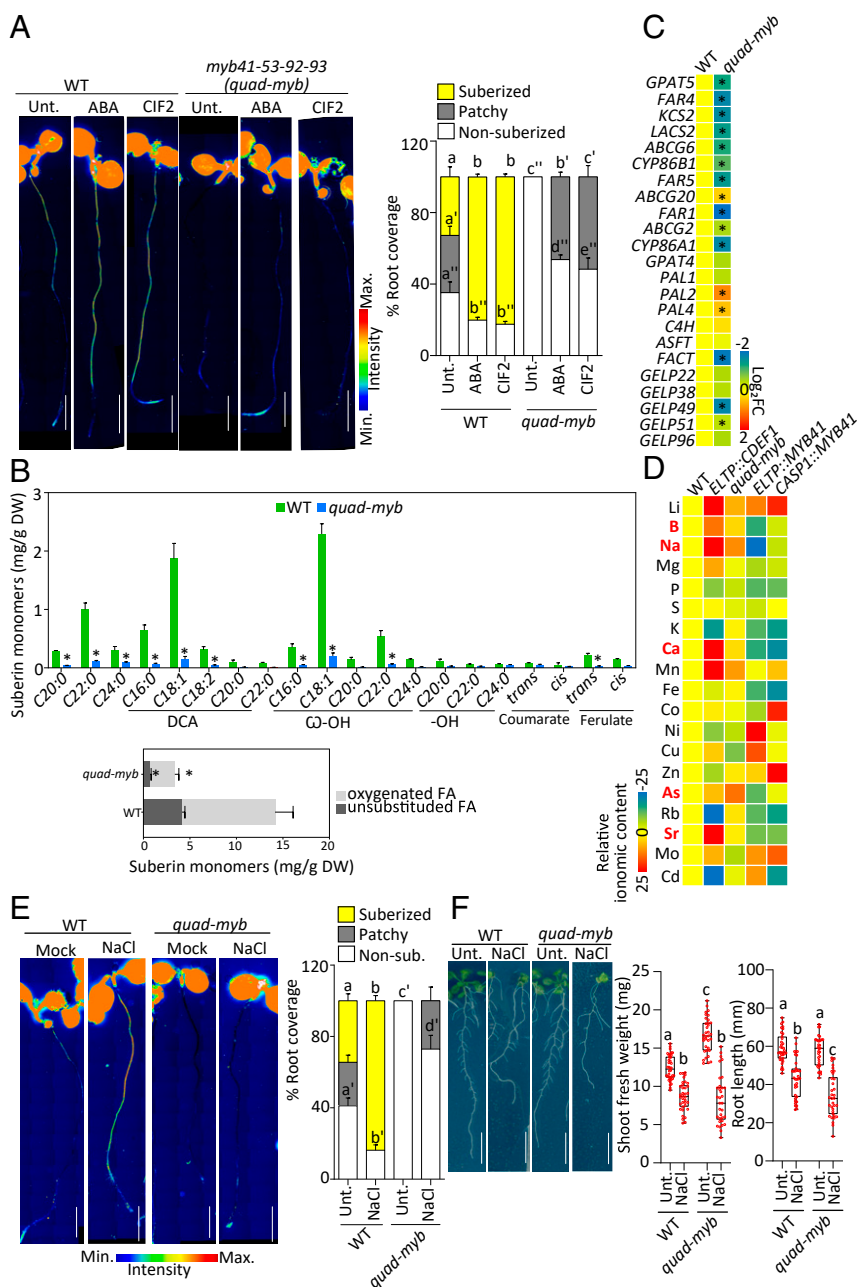 A
WT
myb41-53-92-93
(quad-myb)
Unt. ABA CIF2 Unt. ABA CIF2
Min. Intensity Max.
Suberized
Patchy
Non-suberized
% Root coverage
120
80
40
0
a b b c'' b' c'
a' d'' e''
a'' b'' b''
Unt. ABA CIF2 Unt. ABA CIF2
WT quad-myb
C
WT quad-myb
GPAT5 *
FAR4 *
KCS2 *
LACS2 *
ABCG6 *
CYP86B1 *
FAR5 *
ABCG20 *
FAR1 *
ABCG2 *
CYP86A1 *
GPAT4
PAL1
PAL2 *
PAL4 *
C4H
ASFT
FACT *
GELP22
GELP38
GELP49 *
GELP51 *
GELP96
-2 0 2
Log₂FC
B
WT quad-myb
Suberin monomers (mg/g DW)
3
2
1
0
* * * * * * * * * *
C20:0 C22:0 C24:0 C16:0 C18:1 C18:2 C20:0 C22:0 C16:0 C18:1 C20:0 C22:0 C24:0 C20:0 C22:0 C24:0 trans cis trans cis
DCA Ѡ-OH -OH Coumarate Ferulate
quad-myb * *
WT
oxygenated FA
unsubstituded FA
0 5 10 15 20
Suberin monomers (mg/g DW)
D
WT ELTP::CDEF1 quad-myb ELTP::MYB41 CASP1::MYB41
Li
B
Na
Mg
P
S
K
Ca
Mn
Fe
Co
Ni
Cu
Zn
As
Rb
Sr
Mo
Cd
Relative
ionomic content
-25 0 25
E
WT quad-myb
Mock NaCl Mock NaCl
Min. Max.
Intensity
Suberized
Patchy
Non-sub.
% Root coverage
120
80
40
0
a b c'
a' b' d''
Unt. NaCl Unt. NaCl
WT quad-myb
F
WT quad-myb
Unt. NaCl Unt. NaCl
Shoot fresh weight (mg)
25
20
15
10
5
0
a b c b
Unt. NaCl Unt. NaCl
WT quad-myb
Root length (mm)
100
80
60
40
20
0
a b a c
Unt. NaCl Unt. NaCl
WT quad-myb